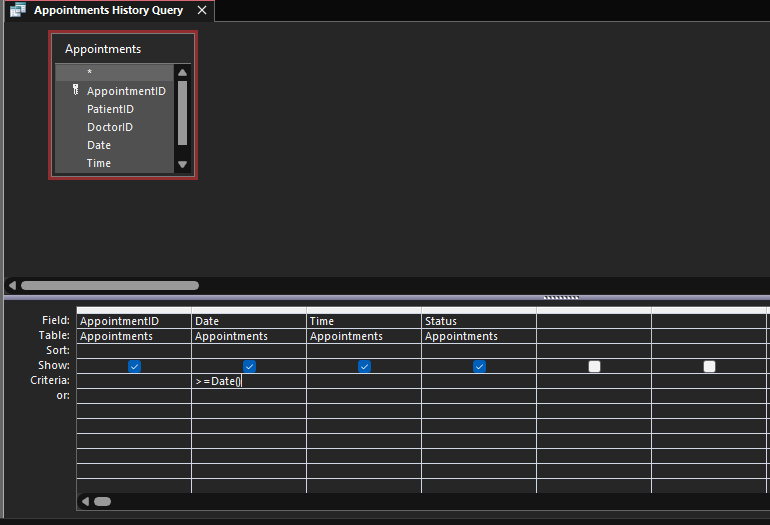 Appointments History Query
Appointments
*
AppointmentID
PatientID
DoctorID
Date
Time
Field: AppointmentID Date Time Status
Table: Appointments Appointments Appointments Appointments
Sort:
Show:
Criteria: >=Date()
or: